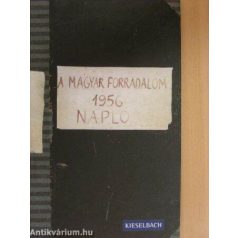 A MAGYAR FORRADALOM
1956
NAPLÓ
KIESELBACH
Antikvárium.hu